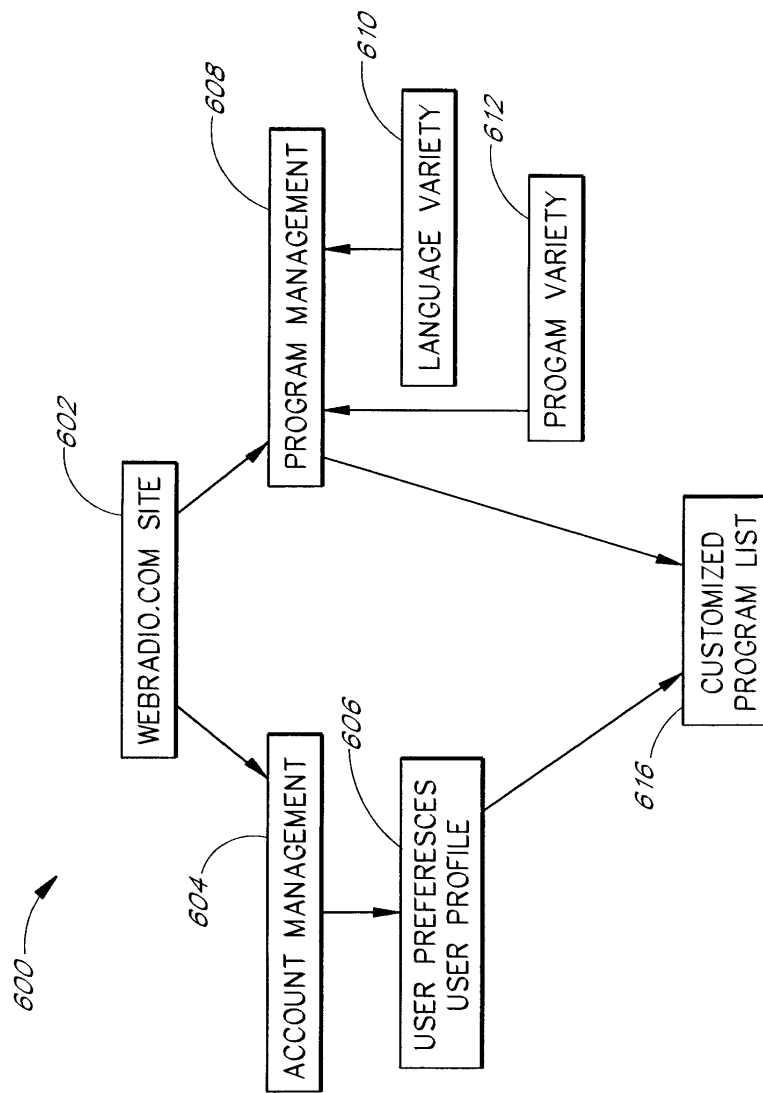 600
WEBRADIO.COM SITE
602
604
ACCOUNT MANAGEMENT
608
PROGRAM MANAGEMENT
606
USER PREFERESCES
USER PROFILE
610
LANGUAGE VARIETY
612
PROGAM VARIETY
616
CUSTOMIZED
PROGRAM LIST